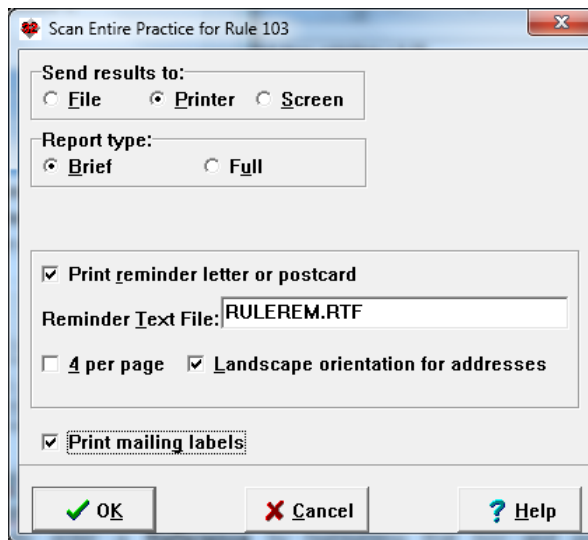 Scan Entire Practice for Rule 103
Send results to:
File Printer Screen
Report type:
Brief Full
Print reminder letter or postcard
Reminder Text File: RULEREM.RTF
4 per page Landscape orientation for addresses
Print mailing labels
OK Cancel Help